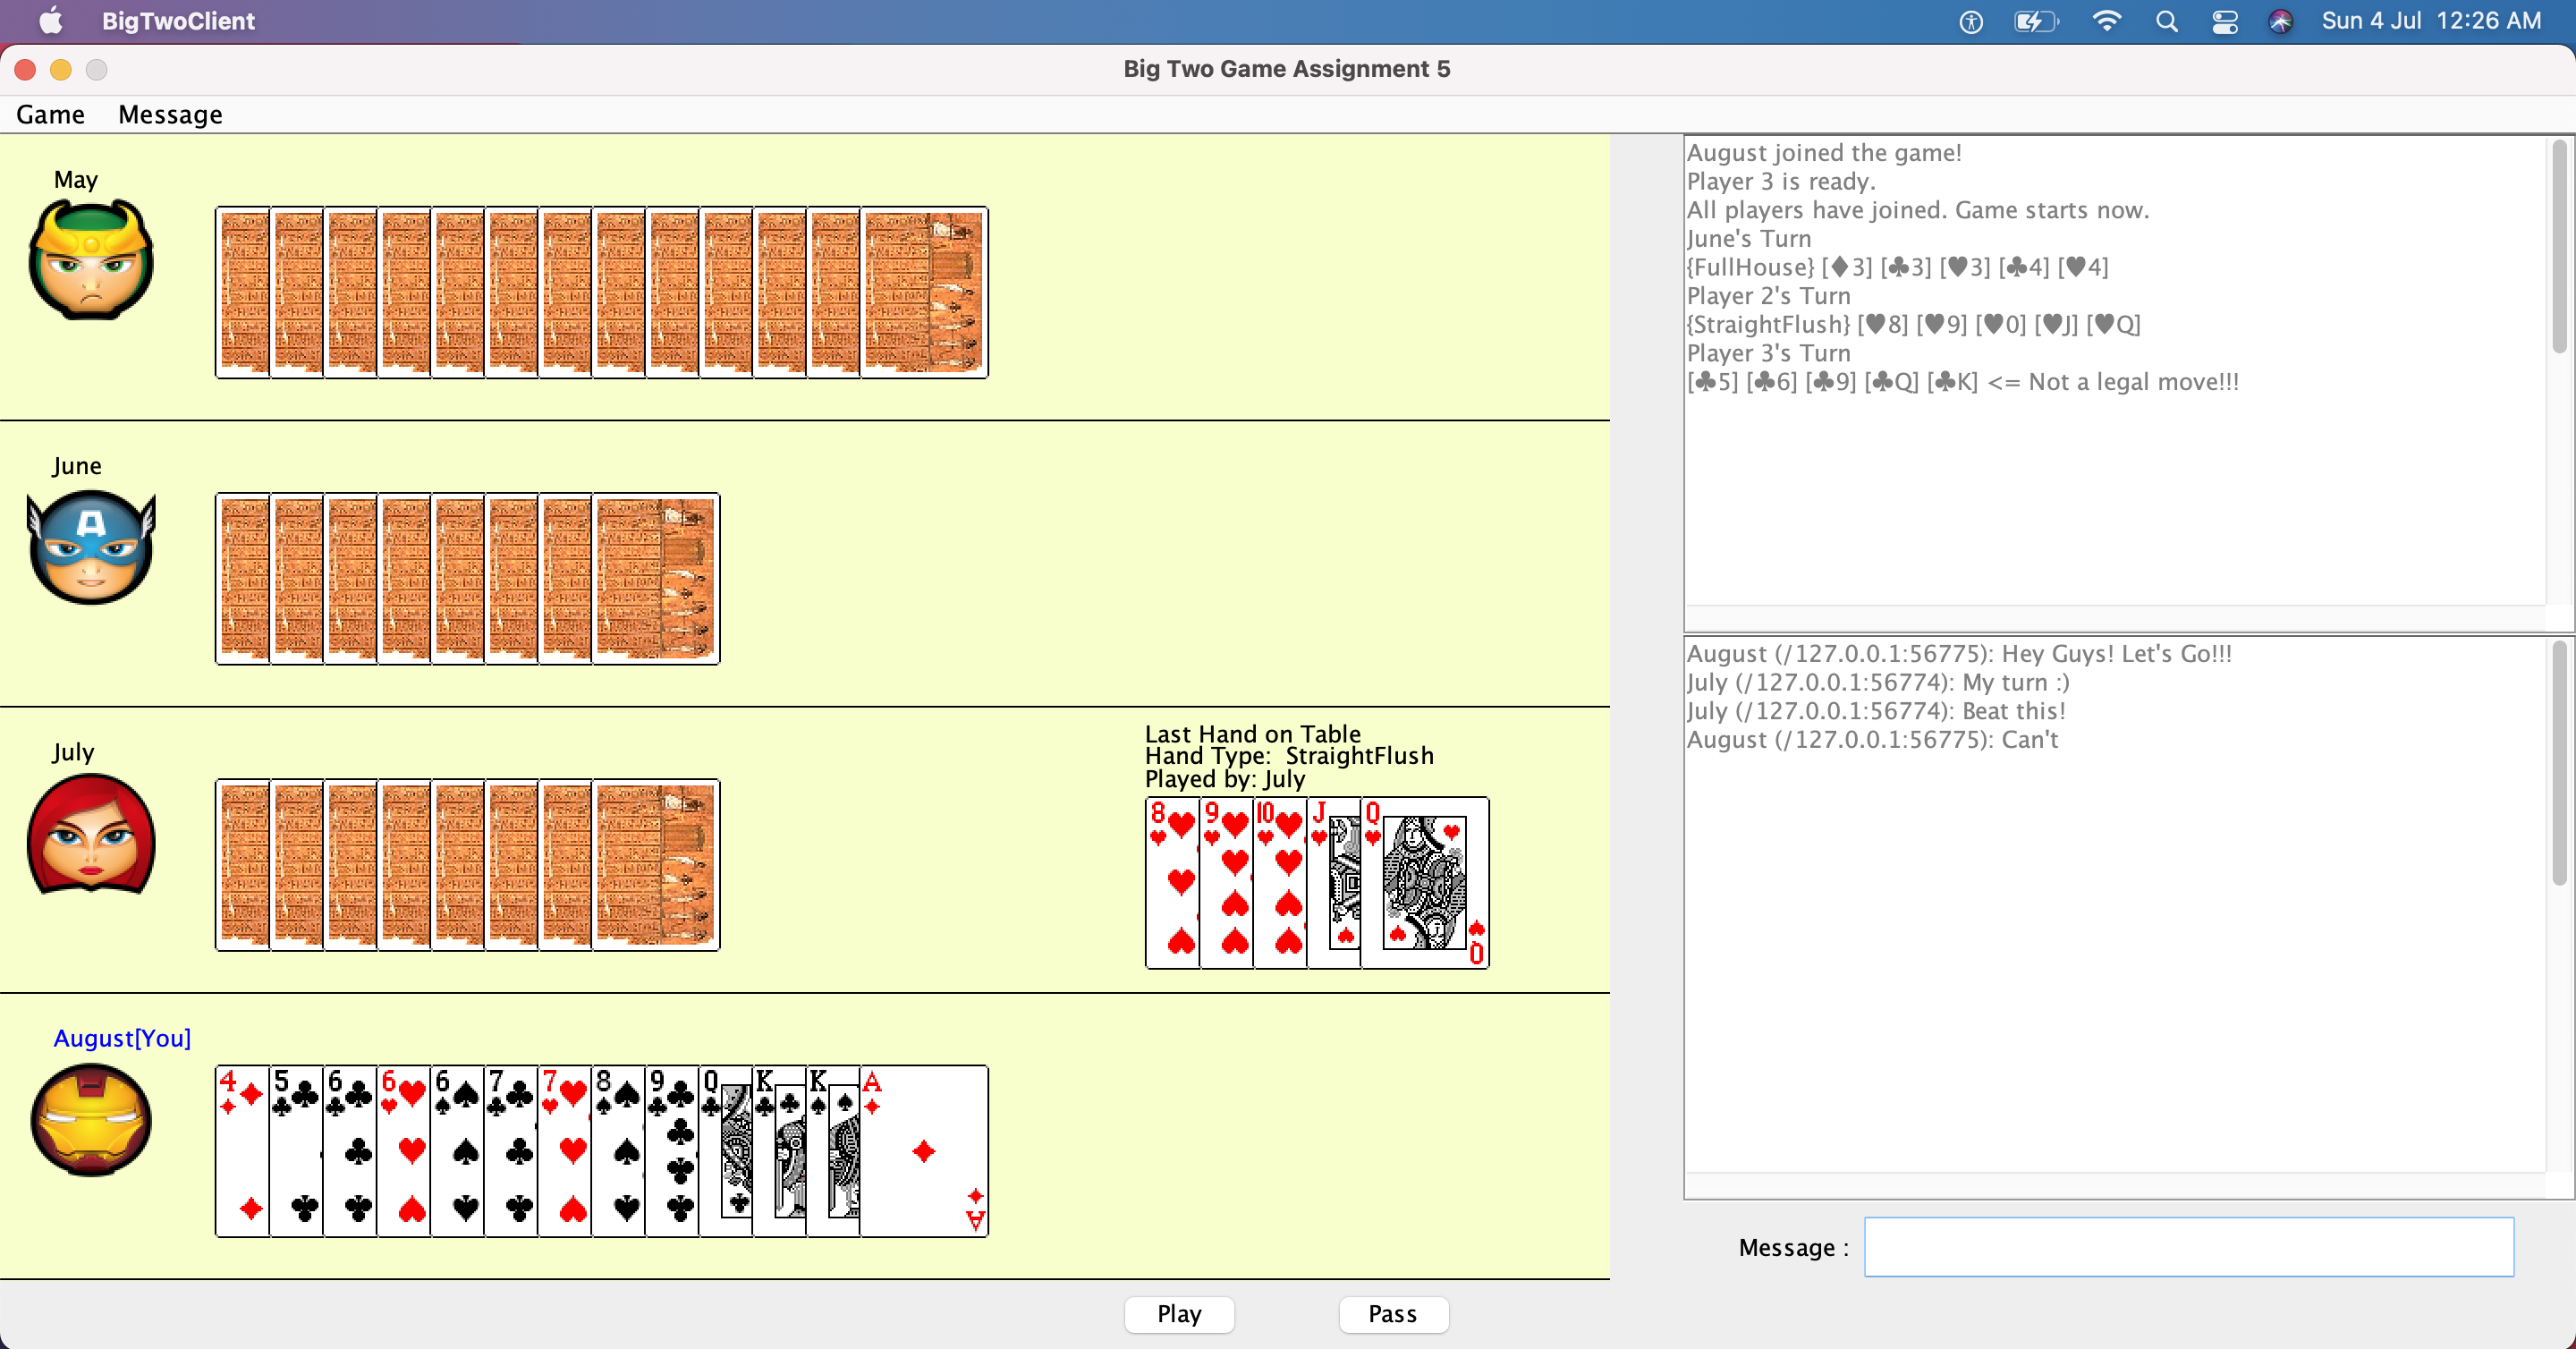 BigTwoClient
Sun 4 Jul 12:26 AM
Big Two Game Assignment 5
Game Message
May
June
A
July
Last Hand on Table
Hand Type: StraightFlush
Played by: July
8 9 10 J Q
Q
August[You]
4 5 6 6 6 7 7 8 9 Q K K A
A
Play Pass
August joined the game!
Player 3 is ready.
All players have joined. Game starts now.
June's Turn
{FullHouse} [♦3] [♣3] [♥3] [♣4] [♥4]
Player 2's Turn
{StraightFlush} [♥8] [♥9] [♥0] [♥J] [♥Q]
Player 3's Turn
[♣5] [♣6] [♣9] [♣Q] [♣K] <= Not a legal move!!!
August (/127.0.0.1:56775): Hey Guys! Let's Go!!!
July (/127.0.0.1:56774): My turn :)
July (/127.0.0.1:56774): Beat this!
August (/127.0.0.1:56775): Can't
Message :